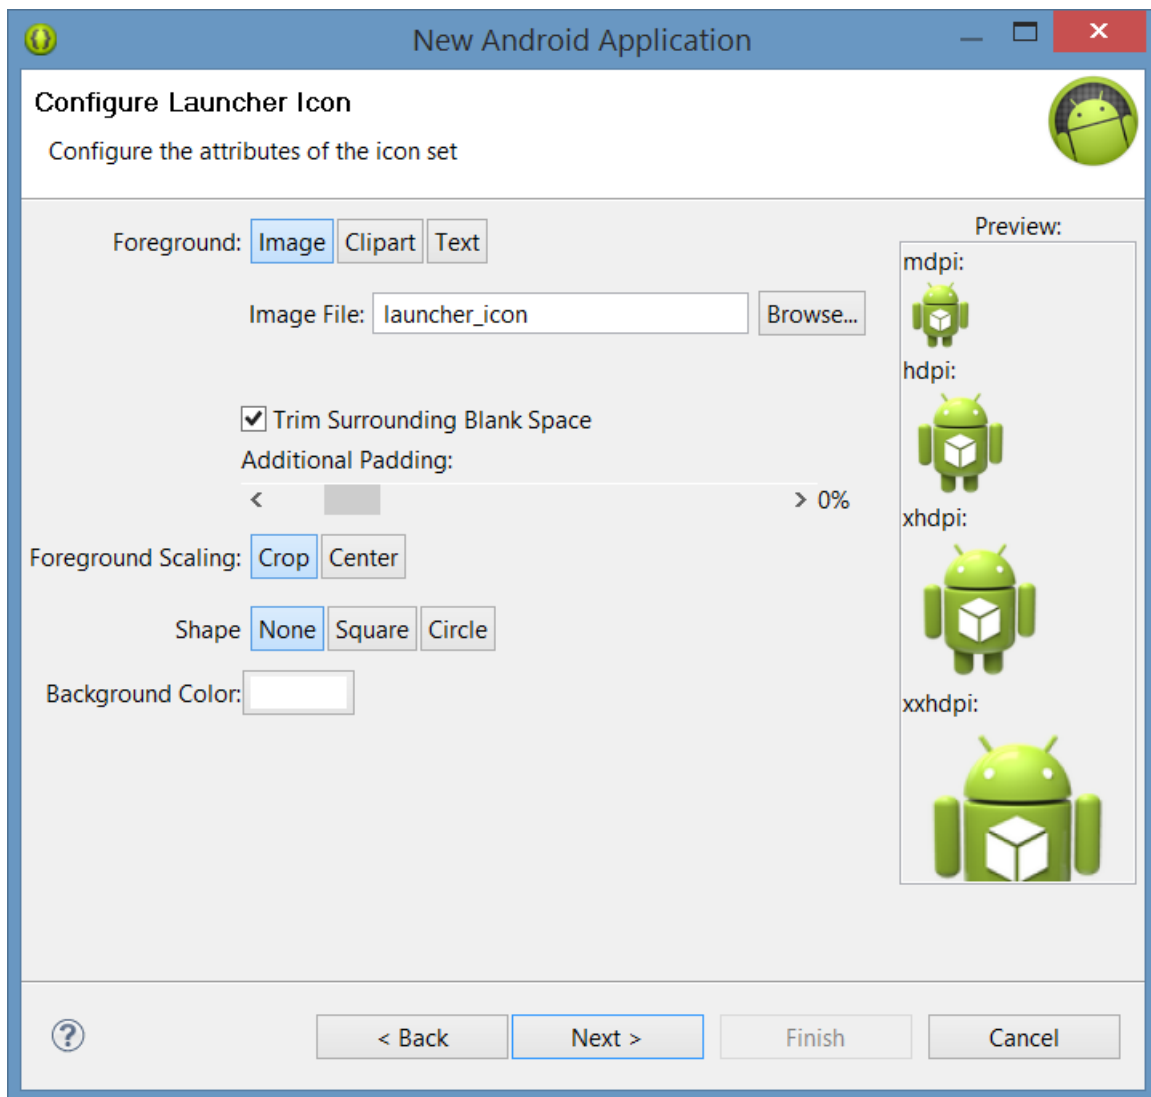 New Android Application
Configure Launcher Icon
Configure the attributes of the icon set
Foreground: Image Clipart Text
Image File: launcher_icon Browse...
Trim Surrounding Blank Space
Additional Padding:
< > 0%
Foreground Scaling: Crop Center
Shape None Square Circle
Background Color:
Preview:
mdpi:
hdpi:
xhdpi:
xxhdpi:
? < Back Next > Finish Cancel